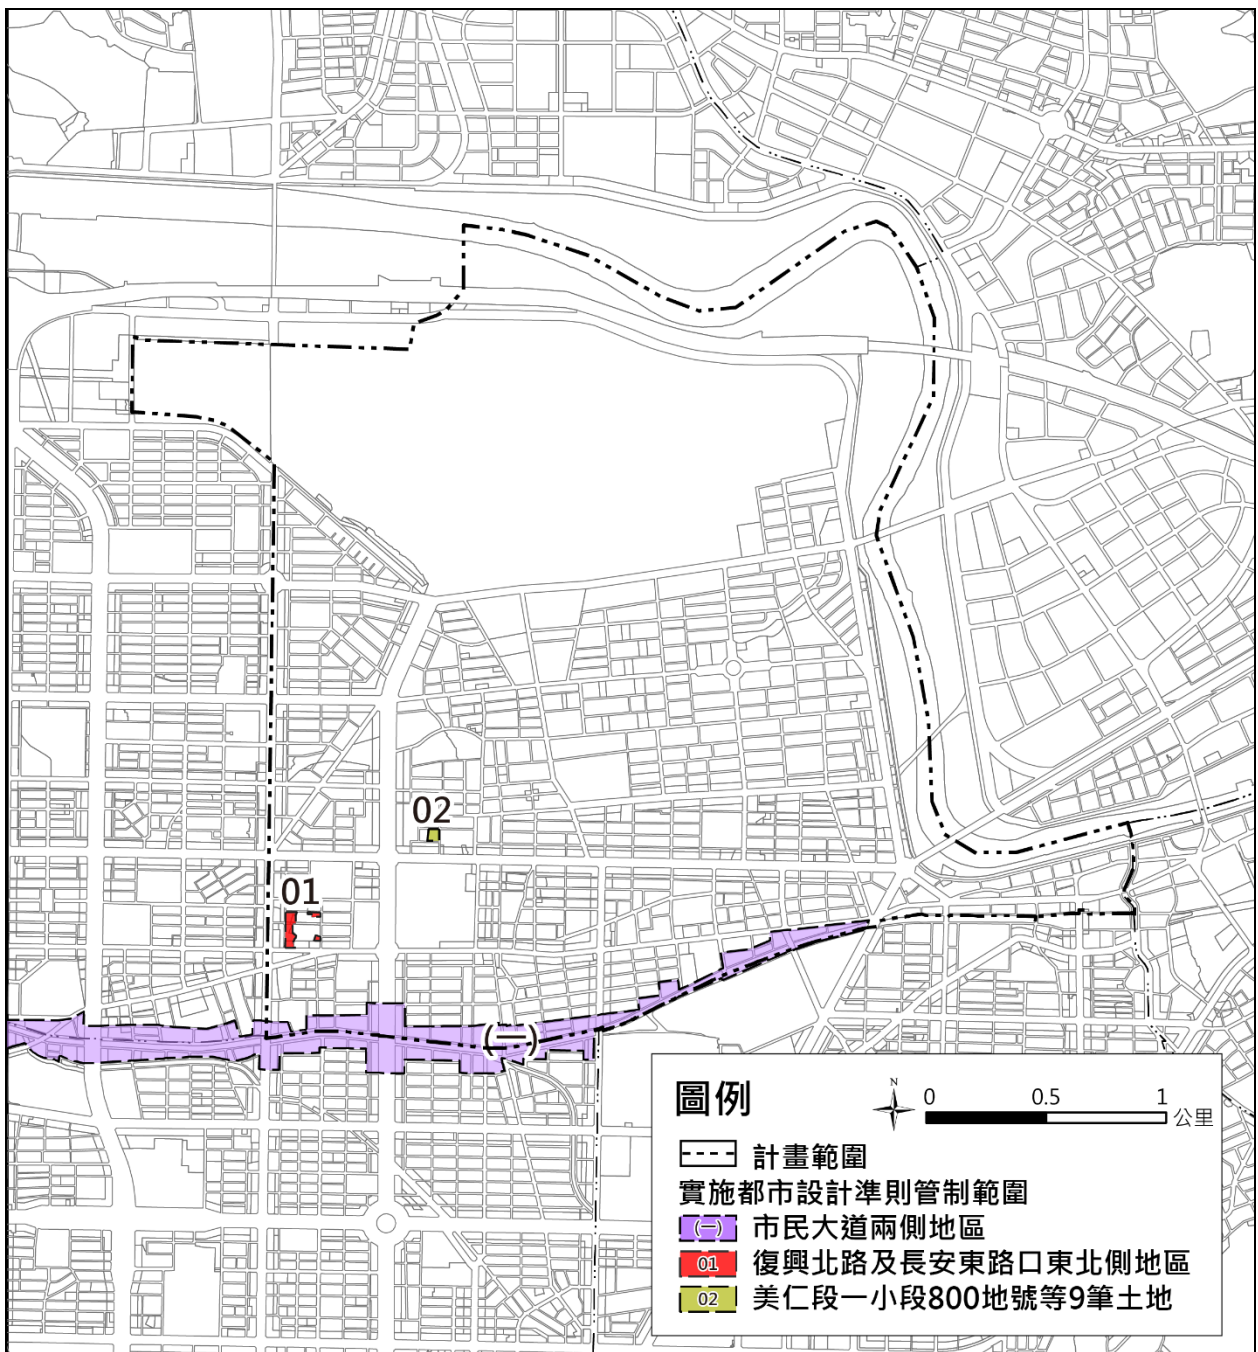 02
01
(一)
圖例
N
0 0.5 1
公里
計畫範圍
實施都市設計準則管制範圍
(一) 市民大道兩側地區
01 復興北路及長安東路口東北側地區
02 美仁段一小段800地號等9筆土地